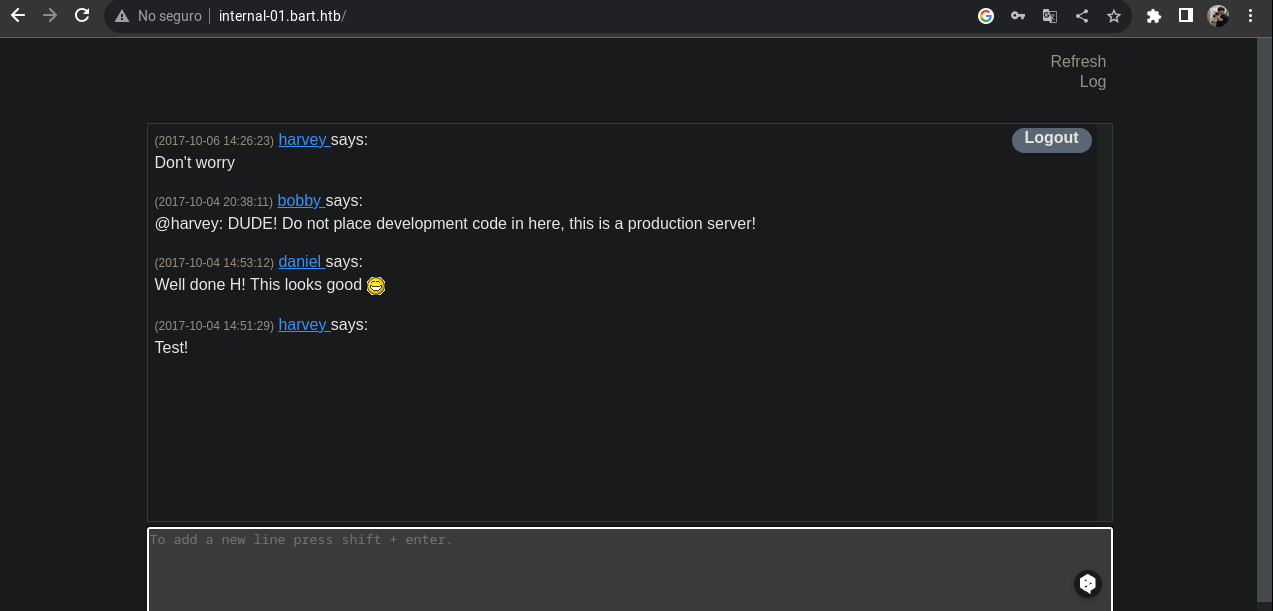 No seguro
internal-01.bart.htb/
Refresh
Log
(2017-10-06 14:26:23) harvey says:
Logout
Don't worry
(2017-10-04 20:38:11) bobby says:
@harvey: DUDE! Do not place development code in here, this is a production server!
(2017-10-04 14:53:12) daniel says:
Well done H! This looks good
(2017-10-04 14:51:29) harvey says:
Test!
To add a new line press shift + enter.